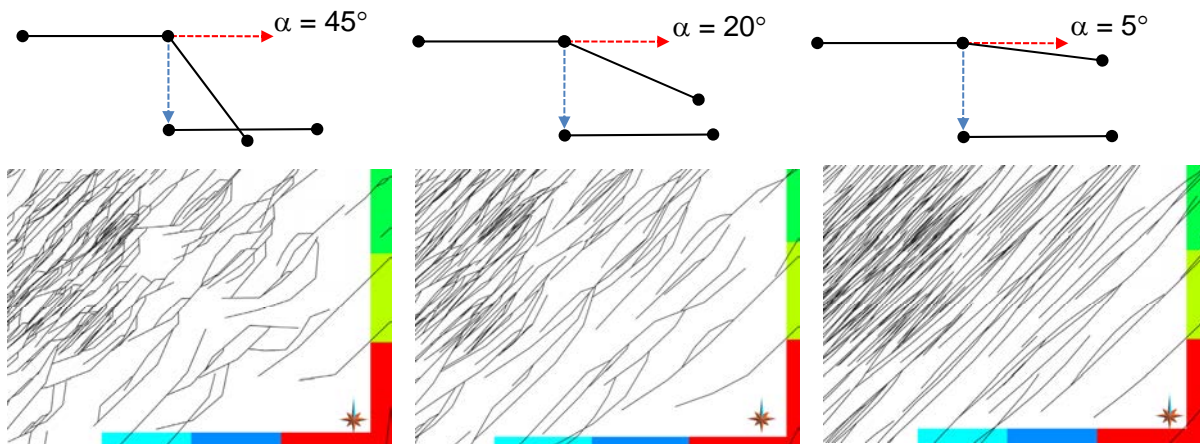 α = 45°
α = 20°
α = 5°